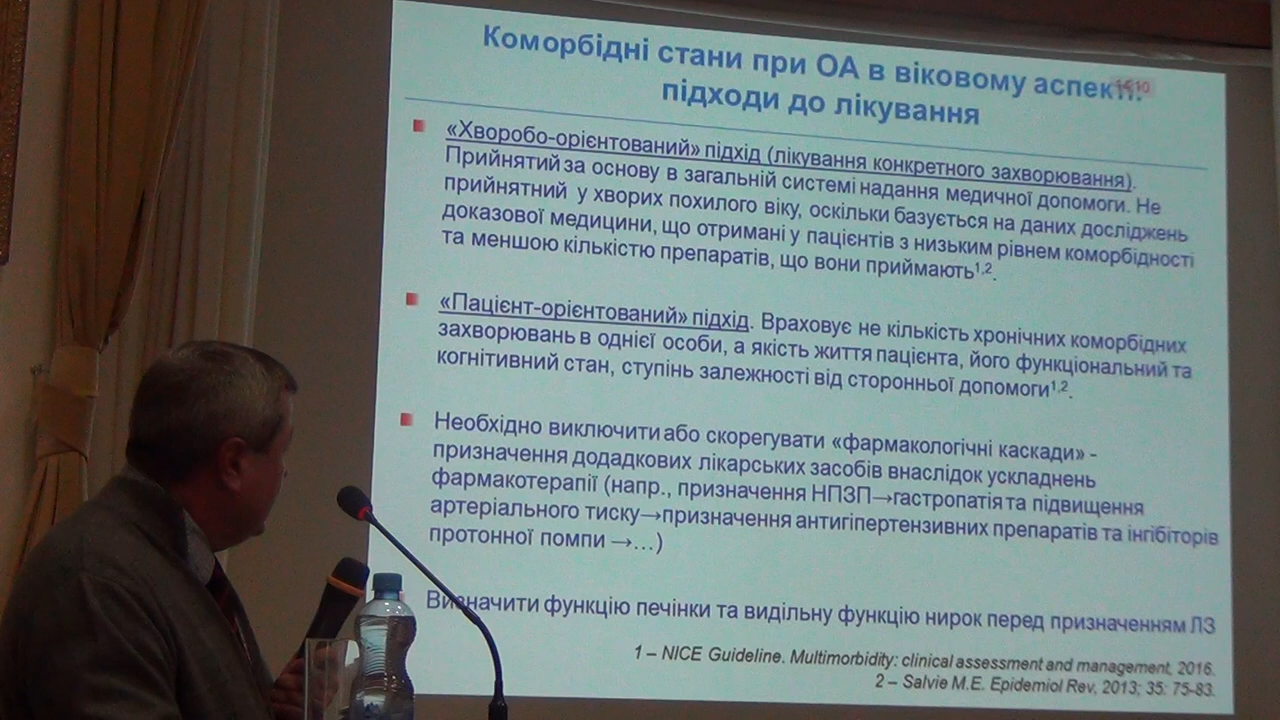 Коморбідні стани при ОА в віковому аспекті:
підходи до лікування
«Хворобо-орієнтований» підхід (лікування конкретного захворювання).
Прийнятий за основу в загальній системі надання медичної допомоги. Не
прийнятний у хворих похилого віку, оскільки базується на даних досліджень
доказової медицини, що отримані у пацієнтів з низьким рівнем коморбідності
та меншою кількістю препаратів, що вони приймають1,2.
«Пацієнт-орієнтований» підхід. Враховує не кількість хронічних коморбідних
захворювань в однієї особи, а якість життя пацієнта, його функціональний та
когнітивний стан, ступінь залежності від сторонньої допомоги1,2.
Необхідно виключити або скорегувати «фармакологічні каскади» -
призначення додадкових лікарських засобів внаслідок ускладнень
фармакотерапії (напр., призначення НПЗП→гастропатія та підвищення
артеріального тиску→призначення антигіпертензивних препаратів та інгібіторів
протонної помпи →…)
Визначити функцію печінки та видільну функцію нирок перед призначенням ЛЗ
1 – NICE Guideline. Multimorbidity: clinical assessment and management, 2016.
2 – Salvie M.E. Epidemiol Rev, 2013; 35: 75-83.